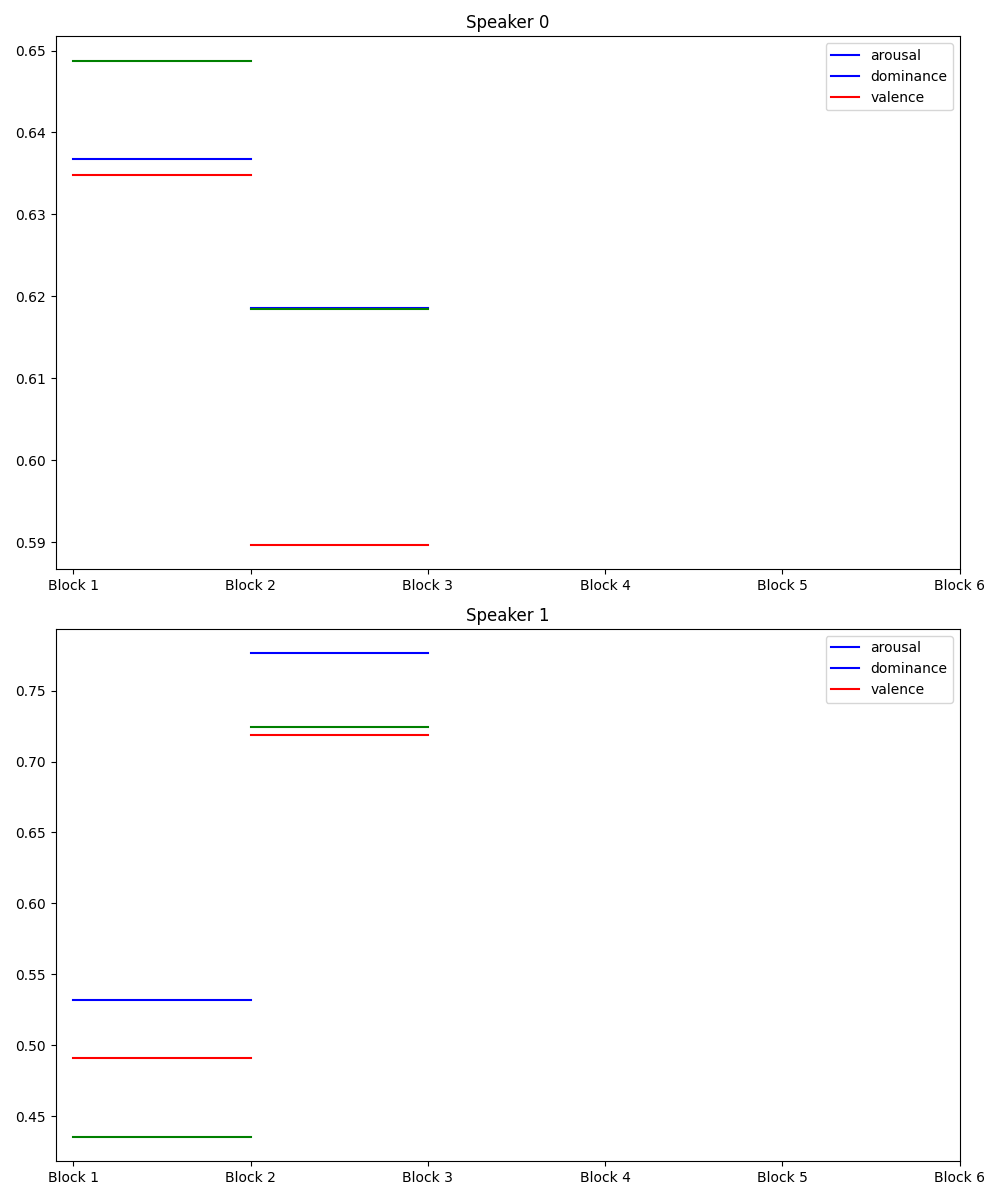 Speaker 0
0.65
0.64
0.63
0.62
0.61
0.60
0.59
arousal
dominance
valence
Block 1 Block 2 Block 3 Block 4 Block 5 Block 6
Speaker 1
0.75
0.70
0.65
0.60
0.55
0.50
0.45
arousal
dominance
valence
Block 1 Block 2 Block 3 Block 4 Block 5 Block 6